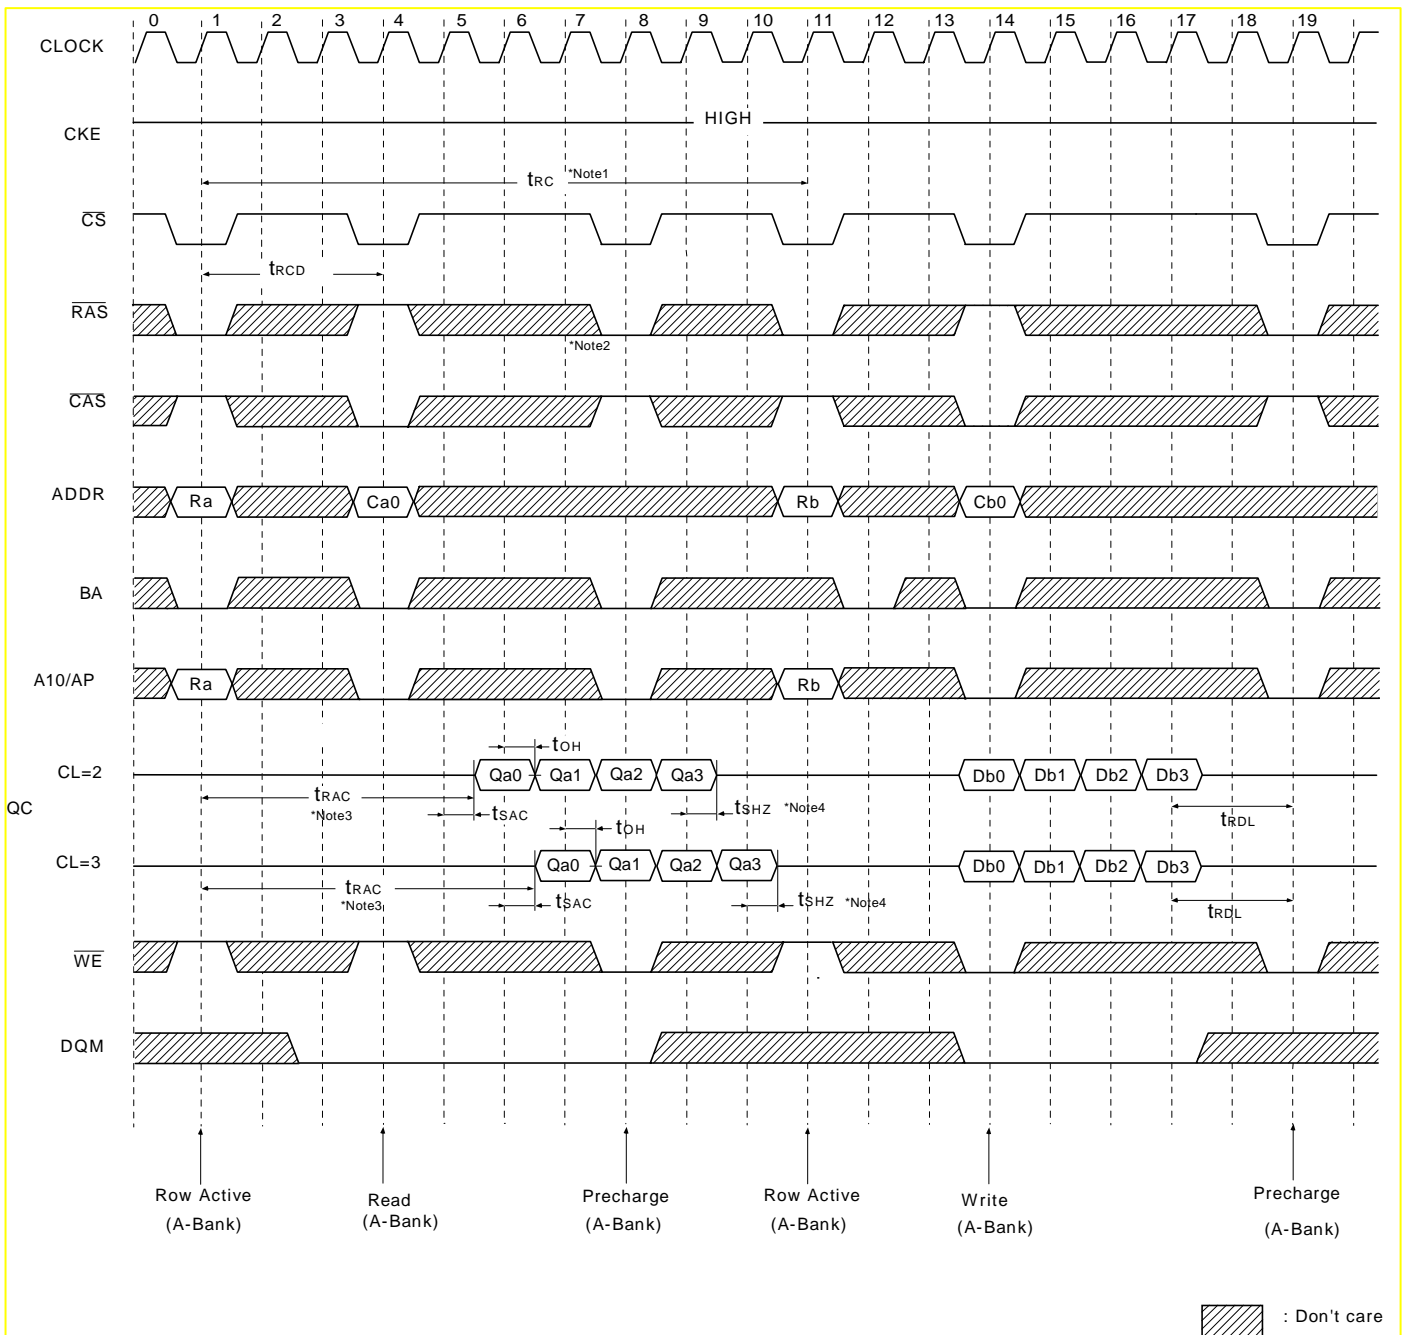 0 1 2 3 4 5 6 7 8 9 10 11 12 13 14 15 16 17 18 19
CLOCK
CKE HIGH
tRC *Note1
CS
tRCD
RAS
*Note2
CAS
ADDR Ra Ca0 Rb Cb0
BA
A10/AP Ra Rb
tOH
CL=2 Qa0 Qa1 Qa2 Qa3 Db0 Db1 Db2 Db3
QC
tRAC *Note3 tSAC tSHZ *Note4 tRDL
tOH
CL=3 Qa0 Qa1 Qa2 Qa3 Db0 Db1 Db2 Db3
tRAC *Note3 tSAC tSHZ *Note4 tRDL
WE
DQM
Row Active Read Precharge Row Active Write Precharge
(A-Bank) (A-Bank) (A-Bank) (A-Bank) (A-Bank) (A-Bank)
: Don't care